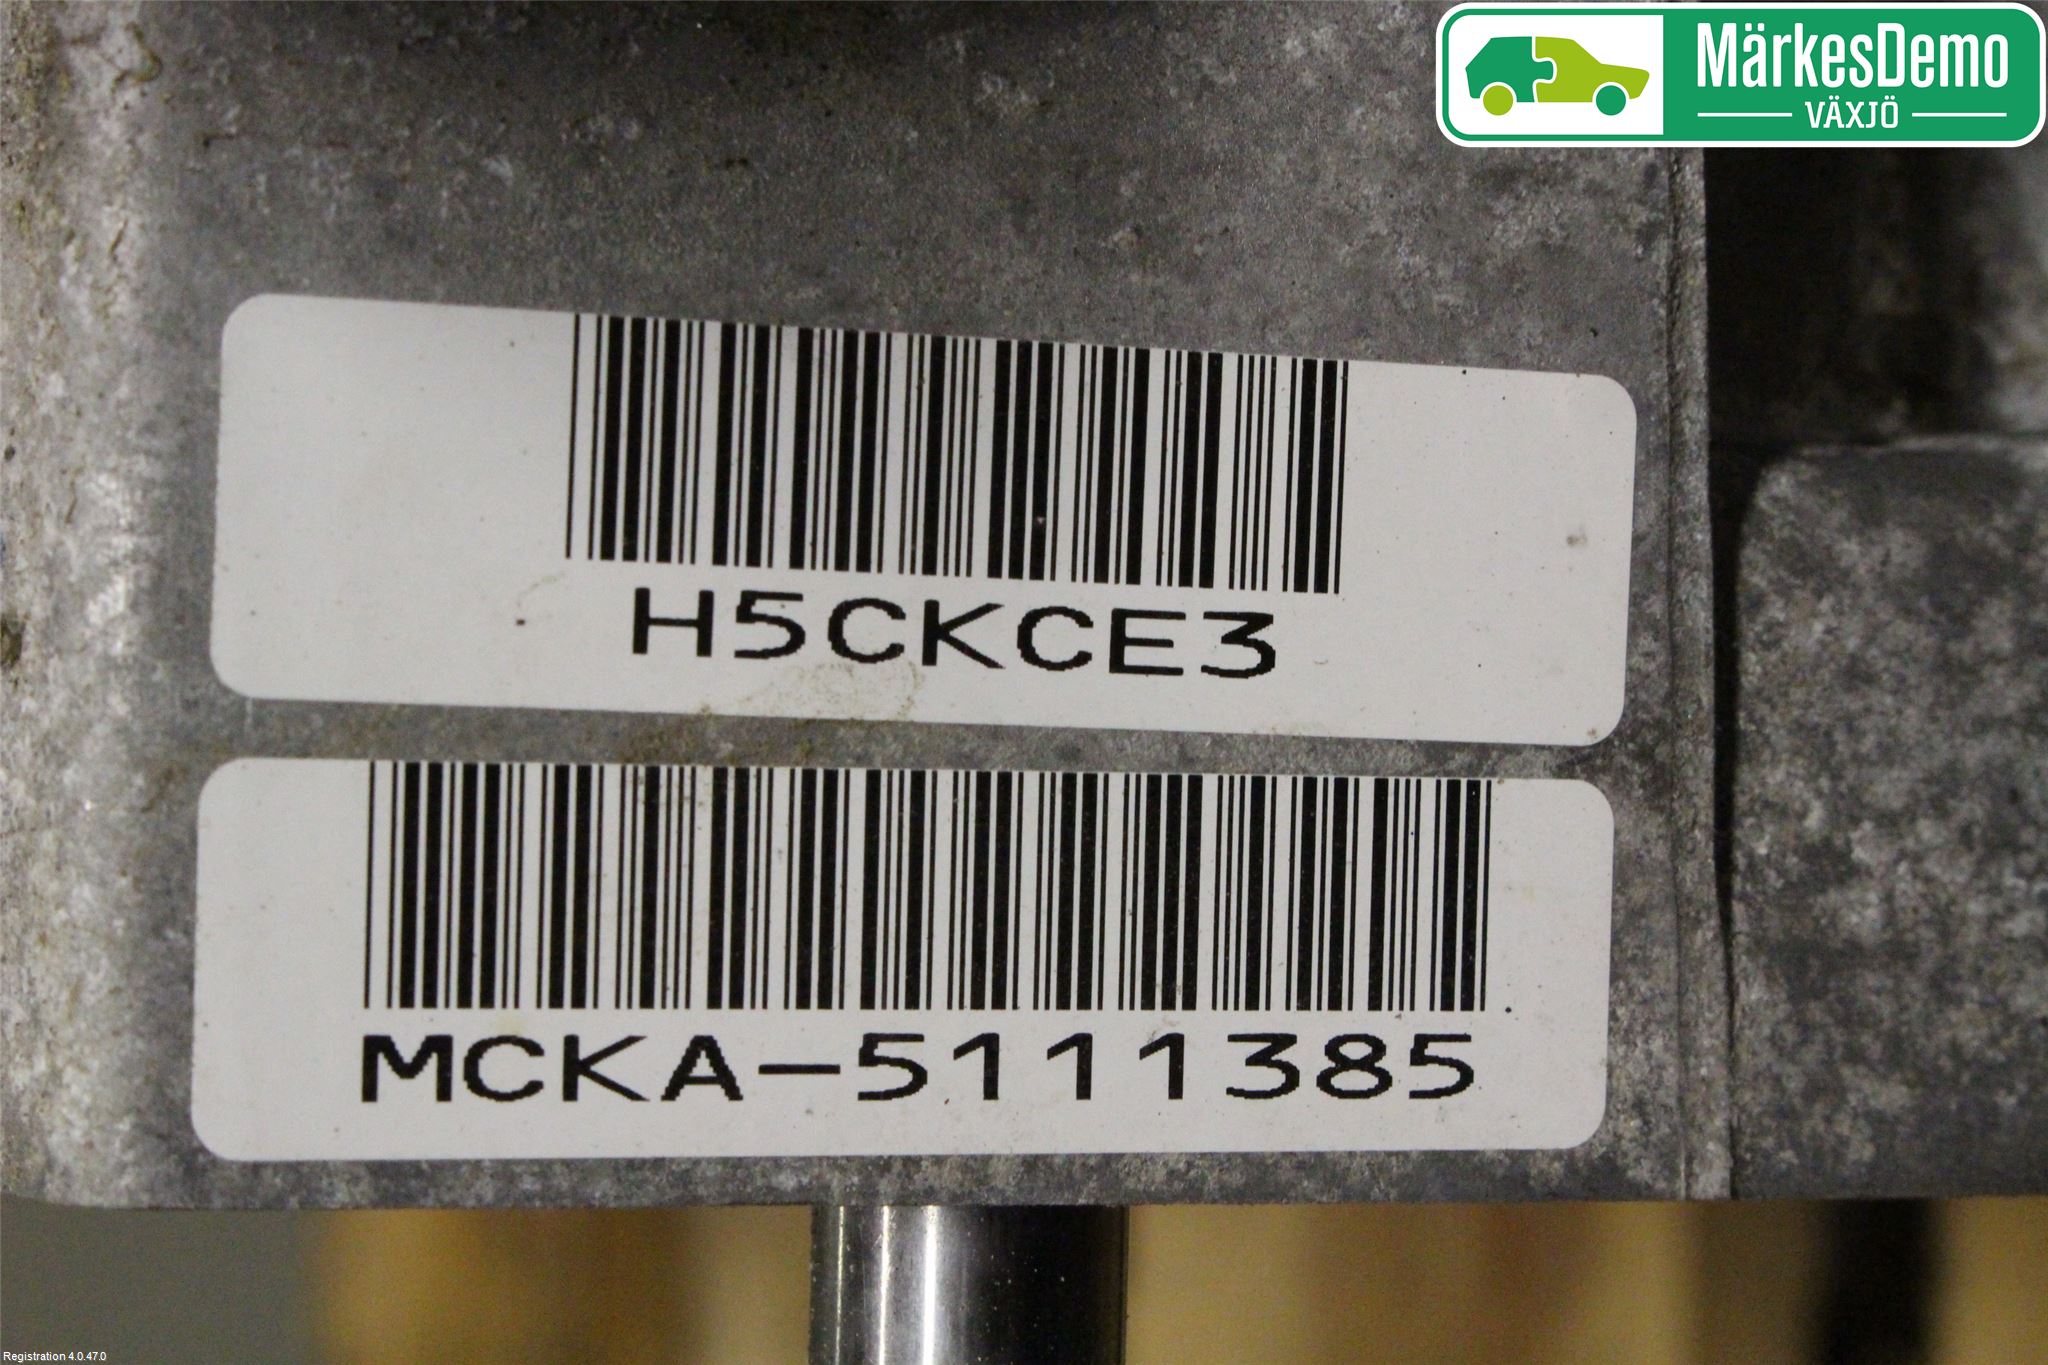 MärkesDemo
VÄXJÖ
H5CKCE3
MCKA-5111385
Registration 4.0.47.0